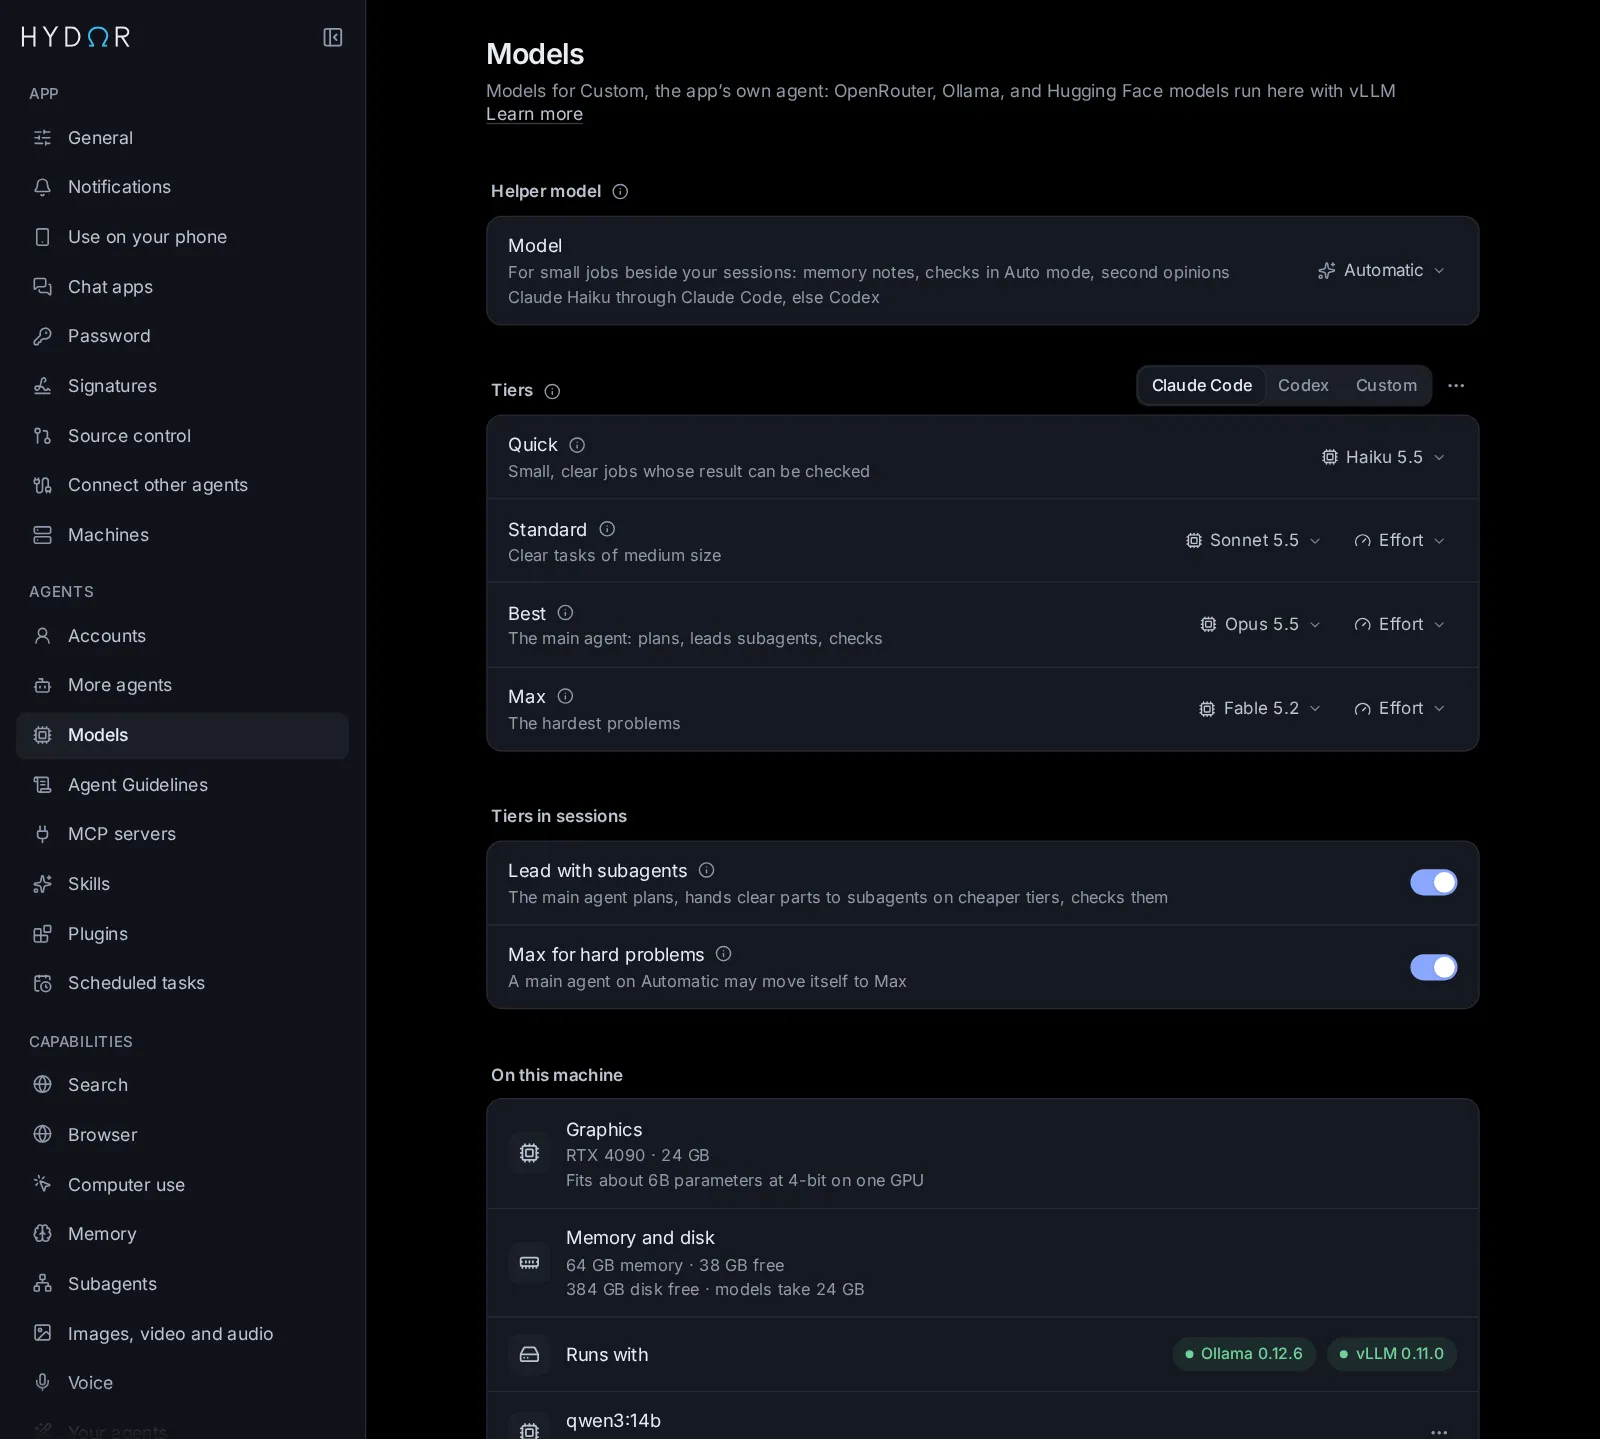 HYDΩR
APP
General
Notifications
Use on your phone
Chat apps
Password
Signatures
Source control
Connect other agents
Machines
AGENTS
Accounts
More agents
Models
Agent Guidelines
MCP servers
Skills
Plugins
Scheduled tasks
CAPABILITIES
Search
Browser
Computer use
Memory
Subagents
Images, video and audio
Voice
Your agents
Models
Models for Custom, the app’s own agent: OpenRouter, Ollama, and Hugging Face models run here with vLLM
Learn more
Helper model
Model
For small jobs beside your sessions: memory notes, checks in Auto mode, second opinions
Claude Haiku through Claude Code, else Codex
Automatic
Tiers
Claude Code Codex Custom
Quick
Small, clear jobs whose result can be checked
Haiku 5.5
Standard
Clear tasks of medium size
Sonnet 5.5 Effort
Best
The main agent: plans, leads subagents, checks
Opus 5.5 Effort
Max
The hardest problems
Fable 5.2 Effort
Tiers in sessions
Lead with subagents
The main agent plans, hands clear parts to subagents on cheaper tiers, checks them
Max for hard problems
A main agent on Automatic may move itself to Max
On this machine
Graphics
RTX 4090 · 24 GB
Fits about 6B parameters at 4-bit on one GPU
Memory and disk
64 GB memory · 38 GB free
384 GB disk free · models take 24 GB
Runs with
Ollama 0.12.6 vLLM 0.11.0
qwen3:14b